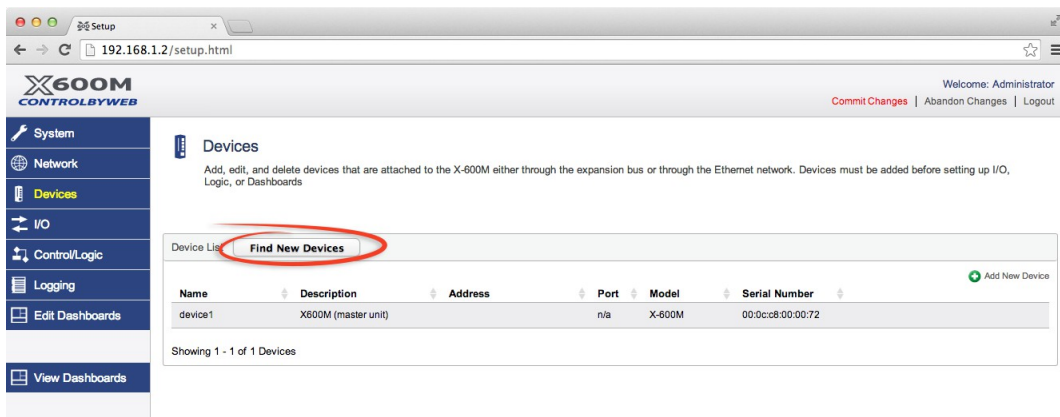 Setup
192.168.1.2/setup.html
X600M
CONTROLBYWEB
Welcome: Administrator
Commit Changes | Abandon Changes | Logout
System
Network
Devices
I/O
Control/Logic
Logging
Edit Dashboards
View Dashboards
Devices
Add, edit, and delete devices that are attached to the X-600M either through the expansion bus or through the Ethernet network. Devices must be added before setting up I/O,
Logic, or Dashboards
Device List Find New Devices
Add New Device
Name Description Address Port Model Serial Number
device1 X600M (master unit) n/a X-600M 00:0c:c8:00:00:72
Showing 1 - 1 of 1 Devices